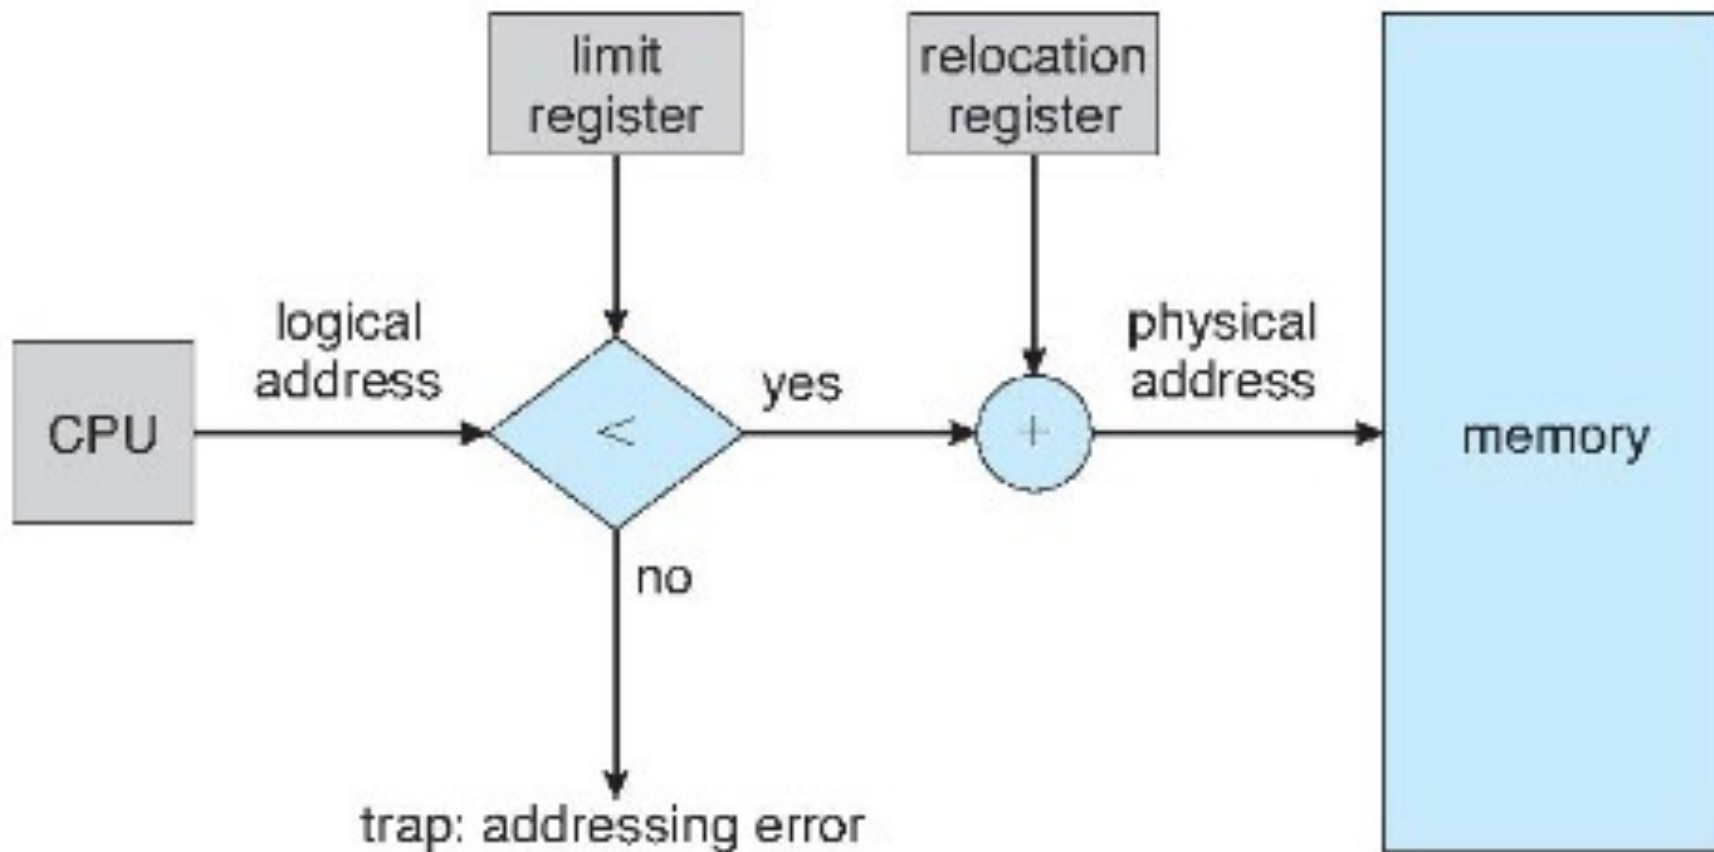 limit
register
relocation
register
logical
address
physical
address
CPU
<
yes
+
memory
no
trap: addressing error